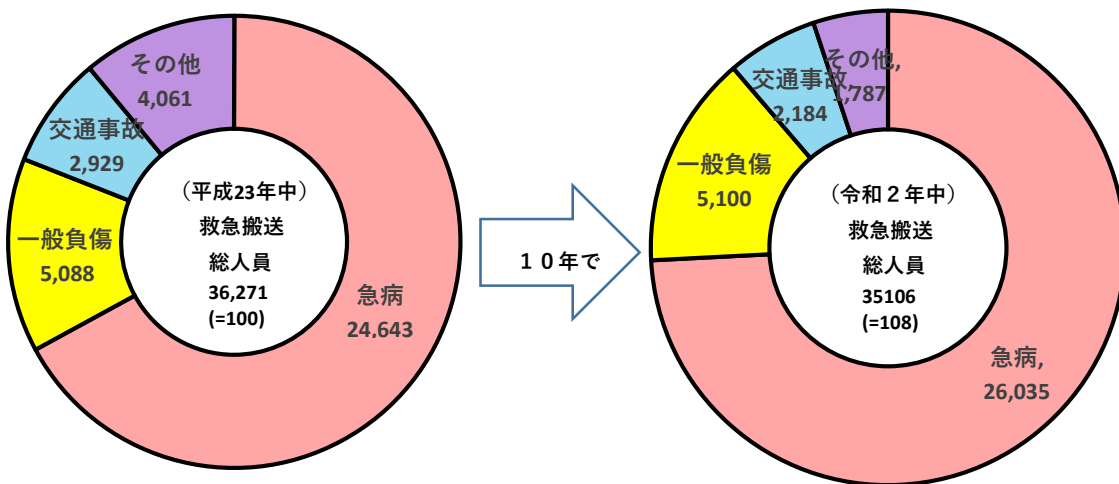 その他
4,061
交通事故
2,929
一般負傷
5,088
急病
24,643
（平成23年中）
救急搬送
総人員
36,271
(=100)
１０年で
その他,
1,787
交通事故,
2,184
一般負傷
5,100
急病,
26,035
（令和２年中）
救急搬送
総人員
35106
(=108)